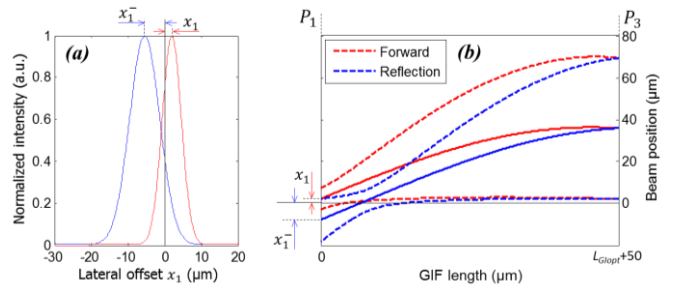 x₁⁻
x₁
(a)
Normalized intensity (a.u.)
1
0.8
0.6
0.4
0.2
0
-30 -20 -10 0 10 20 30
Lateral offset x₁ (μm)
P₁
P₃
Forward
Reflection
(b)
x₁
x₁⁻
80
60
40
20
0
Beam position (μm)
0
L_GIopt+50
GIF length (μm)